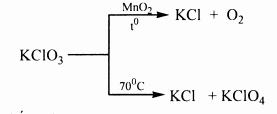 MnO₂
KCl + O₂
t⁰
KClO₃
70⁰C
KCl + KClO₄